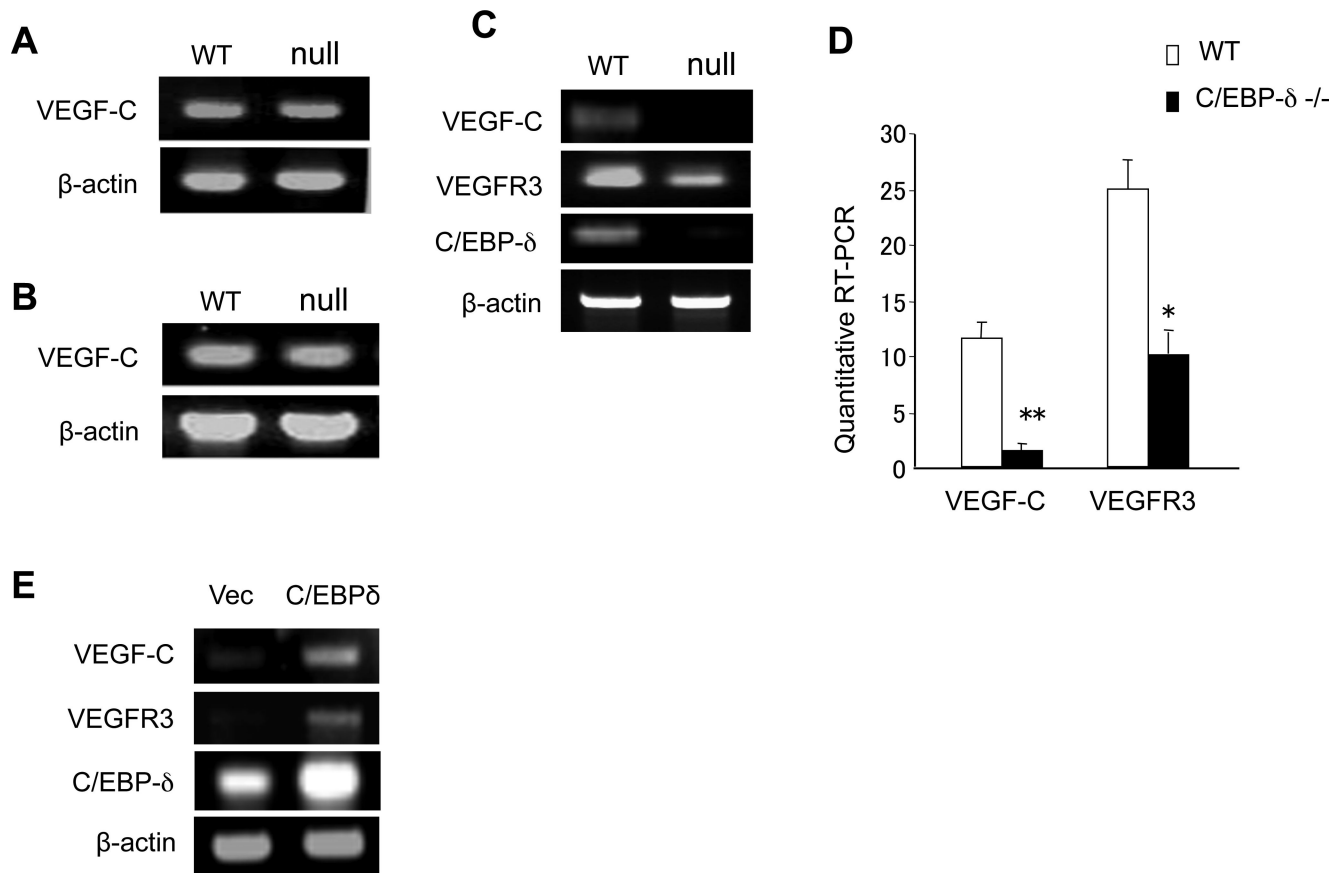 A
WT null
VEGF-C
β-actin
B
WT null
VEGF-C
β-actin
C
WT null
VEGF-C
VEGFR3
C/EBP-δ
β-actin
D
WT
C/EBP-δ -/-
Quantitative RT-PCR
30
25
20
15
10
5
0
**
*
VEGF-C VEGFR3
E
Vec C/EBPδ
VEGF-C
VEGFR3
C/EBP-δ
β-actin